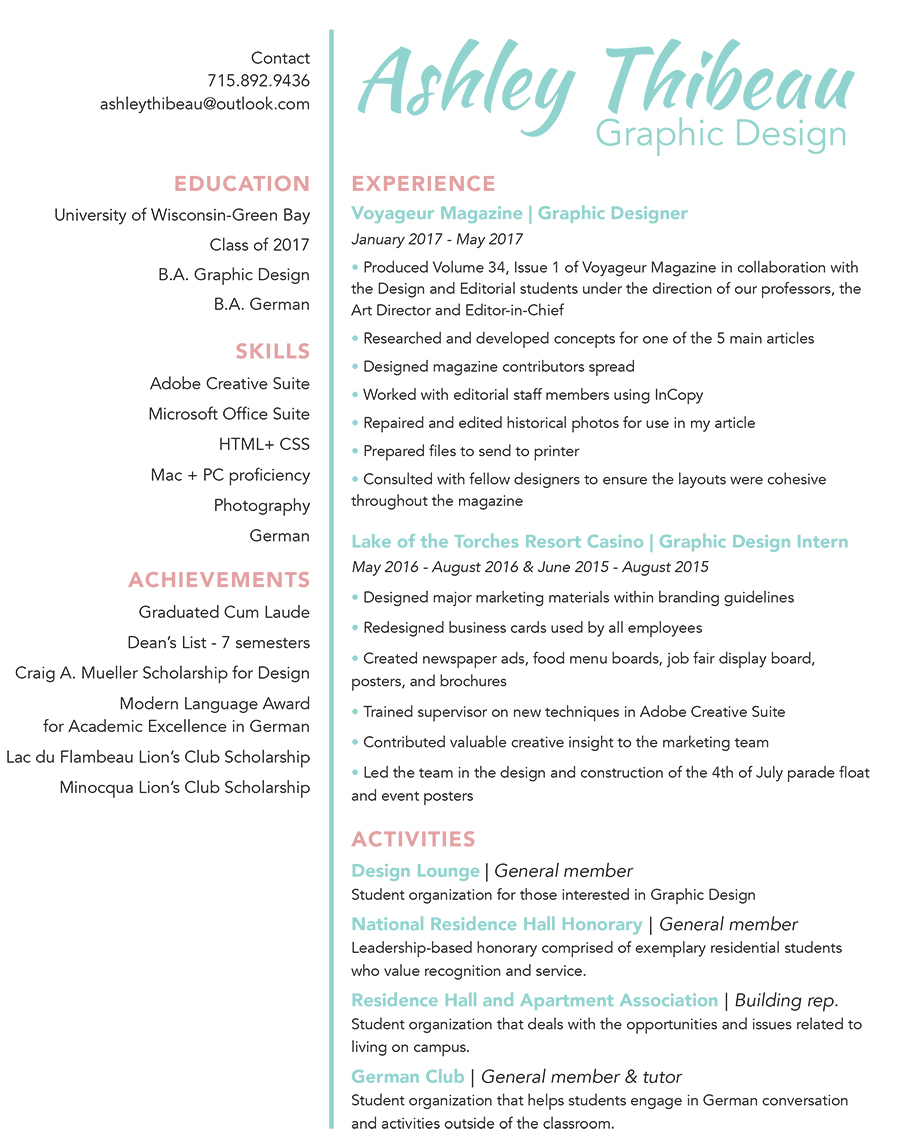 Contact
715.892.9436
ashleythibeau@outlook.com
EDUCATION
University of Wisconsin-Green Bay
Class of 2017
B.A. Graphic Design
B.A. German
SKILLS
Adobe Creative Suite
Microsoft Office Suite
HTML+ CSS
Mac + PC proficiency
Photography
German
ACHIEVEMENTS
Graduated Cum Laude
Dean’s List - 7 semesters
Craig A. Mueller Scholarship for Design
Modern Language Award
for Academic Excellence in German
Lac du Flambeau Lion’s Club Scholarship
Minocqua Lion’s Club Scholarship
Ashley Thibeau
Graphic Design
EXPERIENCE
Voyageur Magazine | Graphic Designer
January 2017 - May 2017
• Produced Volume 34, Issue 1 of Voyageur Magazine in collaboration with
the Design and Editorial students under the direction of our professors, the
Art Director and Editor-in-Chief
• Researched and developed concepts for one of the 5 main articles
• Designed magazine contributors spread
• Worked with editorial staff members using InCopy
• Repaired and edited historical photos for use in my article
• Prepared files to send to printer
• Consulted with fellow designers to ensure the layouts were cohesive
throughout the magazine
Lake of the Torches Resort Casino | Graphic Design Intern
May 2016 - August 2016 & June 2015 - August 2015
• Designed major marketing materials within branding guidelines
• Redesigned business cards used by all employees
• Created newspaper ads, food menu boards, job fair display board,
posters, and brochures
• Trained supervisor on new techniques in Adobe Creative Suite
• Contributed valuable creative insight to the marketing team
• Led the team in the design and construction of the 4th of July parade float
and event posters
ACTIVITIES
Design Lounge | General member
Student organization for those interested in Graphic Design
National Residence Hall Honorary | General member
Leadership-based honorary comprised of exemplary residential students
who value recognition and service.
Residence Hall and Apartment Association | Building rep.
Student organization that deals with the opportunities and issues related to
living on campus.
German Club | General member & tutor
Student organization that helps students engage in German conversation
and activities outside of the classroom.